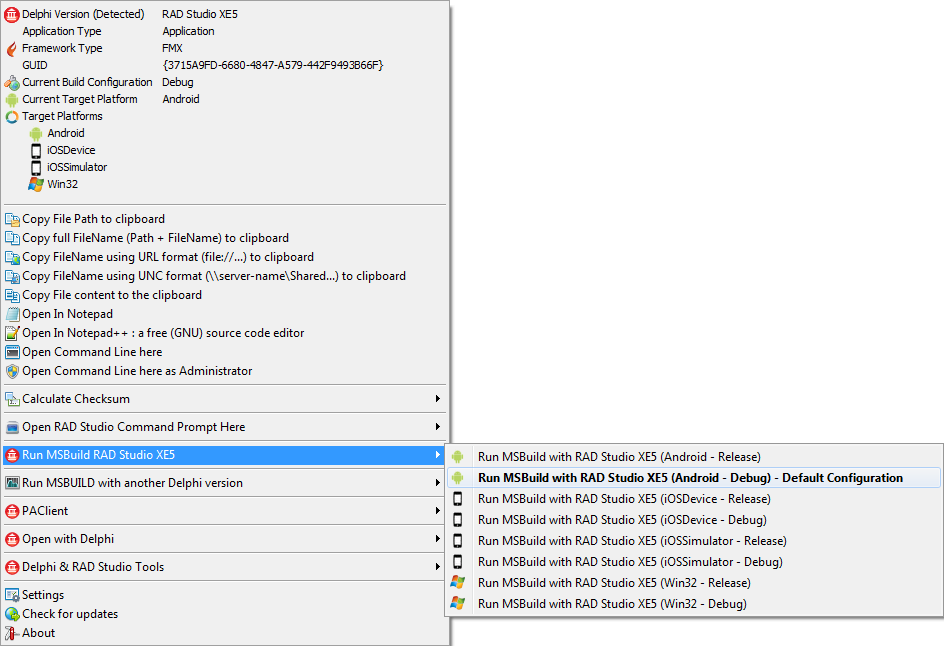 Delphi Version (Detected) RAD Studio XE5
Application Type Application
Framework Type FMX
GUID {3715A9FD-6680-4847-A579-442F9493B66F}
Current Build Configuration Debug
Current Target Platform Android
Target Platforms
Android
iOSDevice
iOSSimulator
Win32
Copy File Path to clipboard
Copy full FileName (Path + FileName) to clipboard
Copy FileName using URL format (file://...) to clipboard
Copy FileName using UNC format (\\server-name\Shared...) to clipboard
Copy File content to the clipboard
Open In Notepad
Open In Notepad++ : a free (GNU) source code editor
Open Command Line here
Open Command Line here as Administrator
Calculate Checksum
Open RAD Studio Command Prompt Here
Run MSBuild RAD Studio XE5
Run MSBUILD with another Delphi version
PAClient
Open with Delphi
Delphi & RAD Studio Tools
Settings
Check for updates
About
Run MSBuild with RAD Studio XE5 (Android - Release)
Run MSBuild with RAD Studio XE5 (Android - Debug) - Default Configuration
Run MSBuild with RAD Studio XE5 (iOSDevice - Release)
Run MSBuild with RAD Studio XE5 (iOSDevice - Debug)
Run MSBuild with RAD Studio XE5 (iOSSimulator - Release)
Run MSBuild with RAD Studio XE5 (iOSSimulator - Debug)
Run MSBuild with RAD Studio XE5 (Win32 - Release)
Run MSBuild with RAD Studio XE5 (Win32 - Debug)